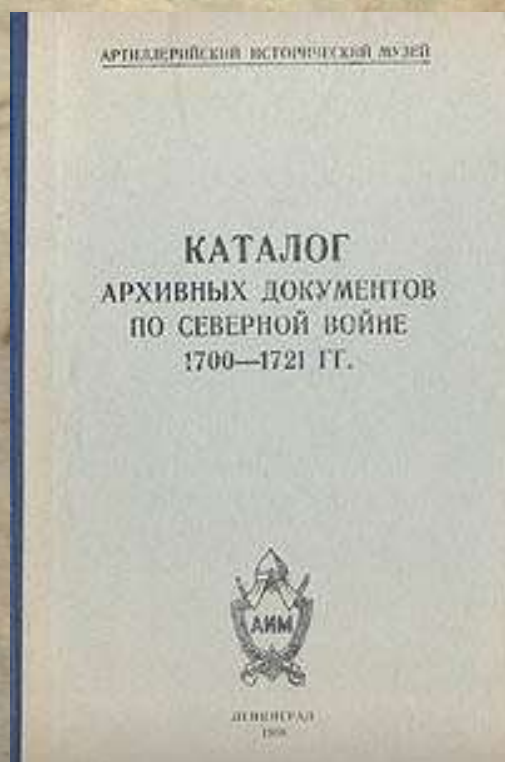 АРТИЛЛЕРИЙСКИЙ ИСТОРИЧЕСКИЙ МУЗЕЙ
КАТАЛОГ
АРХИВНЫХ ДОКУМЕНТОВ
ПО СЕВЕРНОЙ ВОЙНЕ
1700—1721 ГГ.
АИМ
ЛЕНИНГРАД